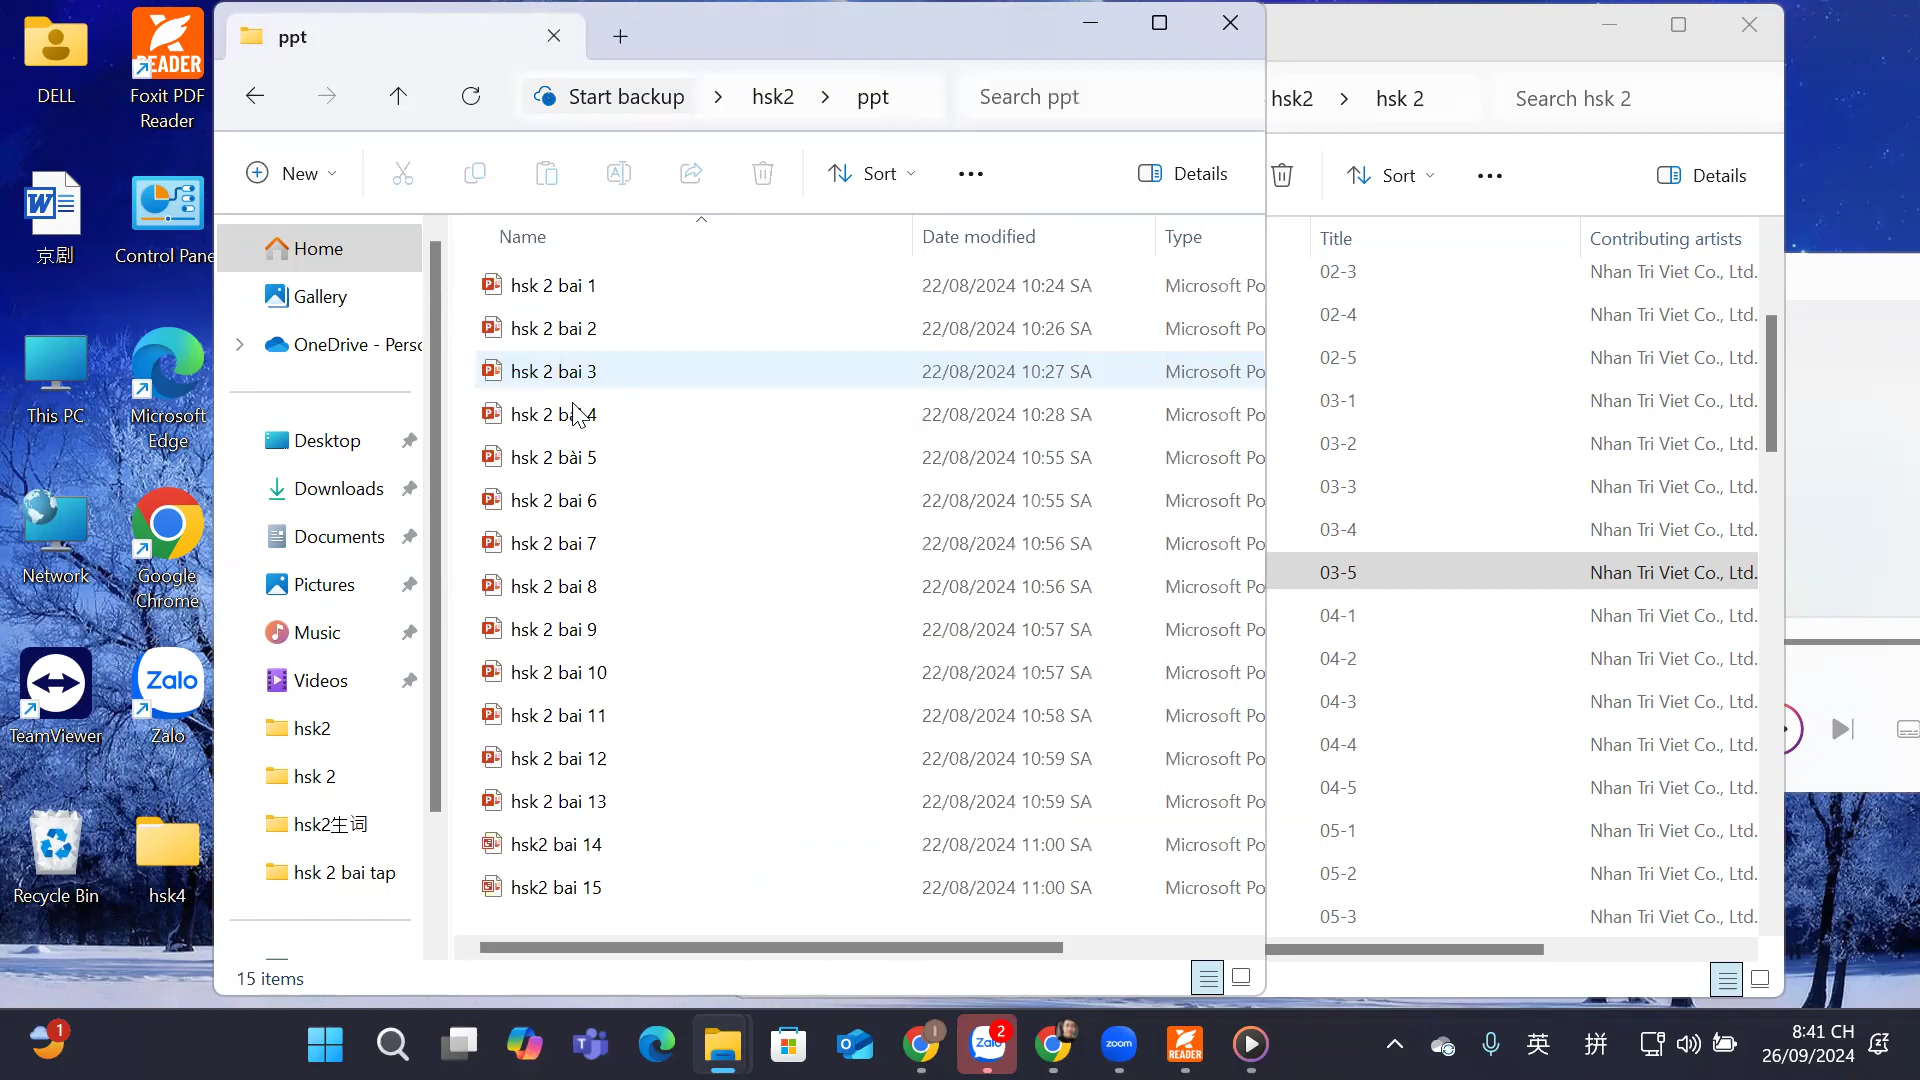 DELL
READER
Foxit PDF
Reader
京剧
Control Pane
This PC
Microsoft
Edge
Network
Google
Chrome
TeamViewer
Zalo
Zalo
Recycle Bin
hsk4
ppt
Start backup
hsk2
ppt
Search ppt
New
Sort
Details
Home
Gallery
OneDrive - Perso
Desktop
Downloads
Documents
Pictures
Music
Videos
hsk2
hsk 2
hsk2生词
hsk 2 bai tap
Name Date modified Type
hsk 2 bai 1 22/08/2024 10:24 SA Microsoft Po
hsk 2 bai 2 22/08/2024 10:26 SA Microsoft Po
hsk 2 bai 3 22/08/2024 10:27 SA Microsoft Po
hsk 2 bai 4 22/08/2024 10:28 SA Microsoft Po
hsk 2 bài 5 22/08/2024 10:55 SA Microsoft Po
hsk 2 bai 6 22/08/2024 10:55 SA Microsoft Po
hsk 2 bai 7 22/08/2024 10:56 SA Microsoft Po
hsk 2 bai 8 22/08/2024 10:56 SA Microsoft Po
hsk 2 bai 9 22/08/2024 10:57 SA Microsoft Po
hsk 2 bai 10 22/08/2024 10:57 SA Microsoft Po
hsk 2 bai 11 22/08/2024 10:58 SA Microsoft Po
hsk 2 bai 12 22/08/2024 10:59 SA Microsoft Po
hsk 2 bai 13 22/08/2024 10:59 SA Microsoft Po
hsk2 bai 14 22/08/2024 11:00 SA Microsoft Po
hsk2 bai 15 22/08/2024 11:00 SA Microsoft Po
15 items
hsk2
hsk 2
Search hsk 2
Sort
Details
Title Contributing artists
02-3 Nhan Tri Viet Co., Ltd.
02-4 Nhan Tri Viet Co., Ltd.
02-5 Nhan Tri Viet Co., Ltd.
03-1 Nhan Tri Viet Co., Ltd.
03-2 Nhan Tri Viet Co., Ltd.
03-3 Nhan Tri Viet Co., Ltd.
03-4 Nhan Tri Viet Co., Ltd.
03-5 Nhan Tri Viet Co., Ltd.
04-1 Nhan Tri Viet Co., Ltd.
04-2 Nhan Tri Viet Co., Ltd.
04-3 Nhan Tri Viet Co., Ltd.
04-4 Nhan Tri Viet Co., Ltd.
04-5 Nhan Tri Viet Co., Ltd.
05-1 Nhan Tri Viet Co., Ltd.
05-2 Nhan Tri Viet Co., Ltd.
05-3 Nhan Tri Viet Co., Ltd.
1
2
zoom
READER
英
拼
8:41 CH
26/09/2024